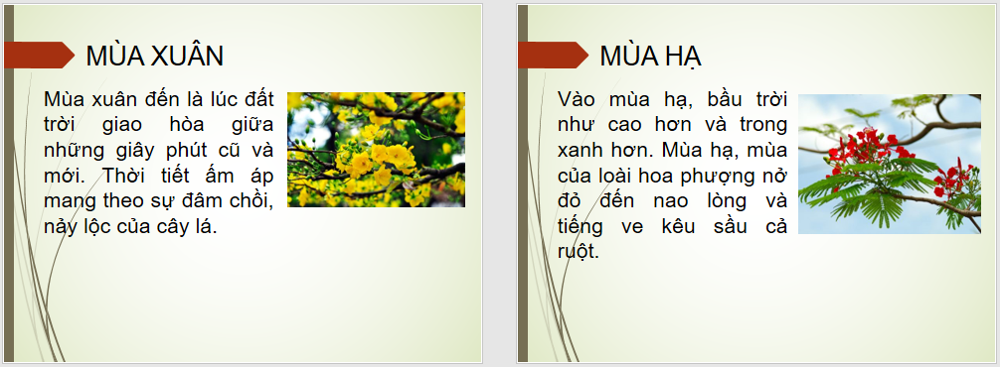 MÙA XUÂN
Mùa xuân đến là lúc đất
trời giao hòa giữa
những giây phút cũ và
mới. Thời tiết ấm áp
mang theo sự đâm chồi,
nảy lộc của cây lá.
MÙA HẠ
Vào mùa hạ, bầu trời
như cao hơn và trong
xanh hơn. Mùa hạ, mùa
của loài hoa phượng nở
đỏ đến nao lòng và
tiếng ve kêu sầu cả
ruột.